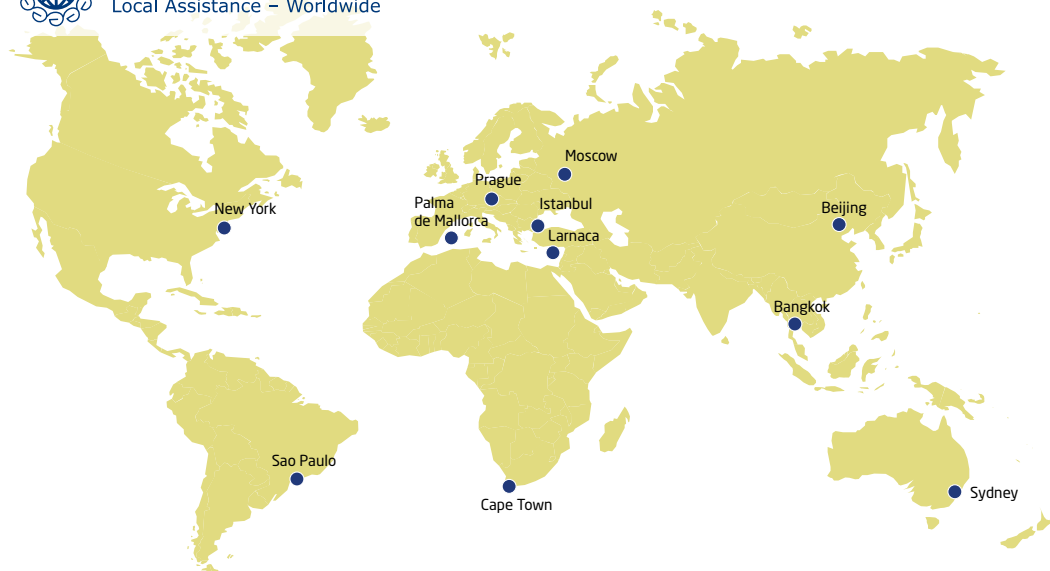 Local Assistance – Worldwide
Moscow
Prague
Palma
de Mallorca
Istanbul
New York
Beijing
Larnaca
Bangkok
Sao Paulo
Cape Town
Sydney